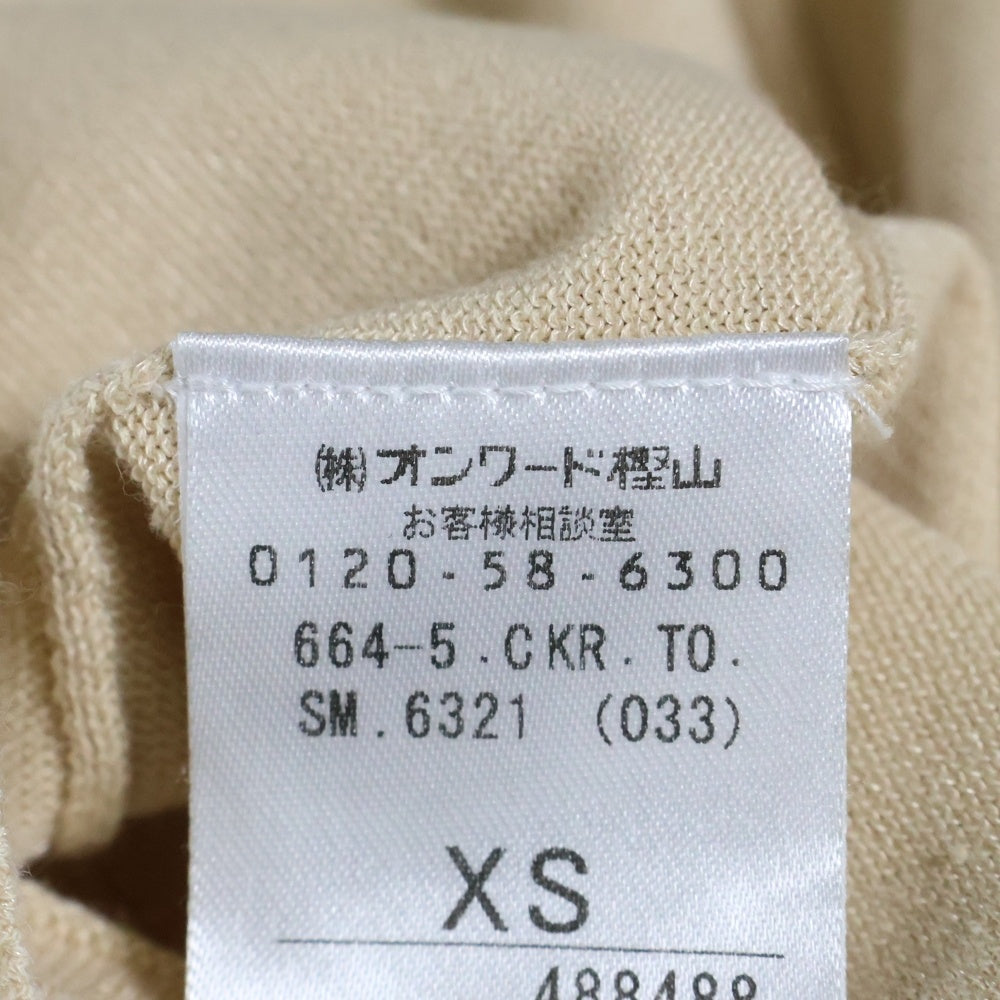 (株)オンワード樫山
お客様相談室
0120-58-6300
664-5.CKR.TO.
SM.6321 (033)
XS
488488